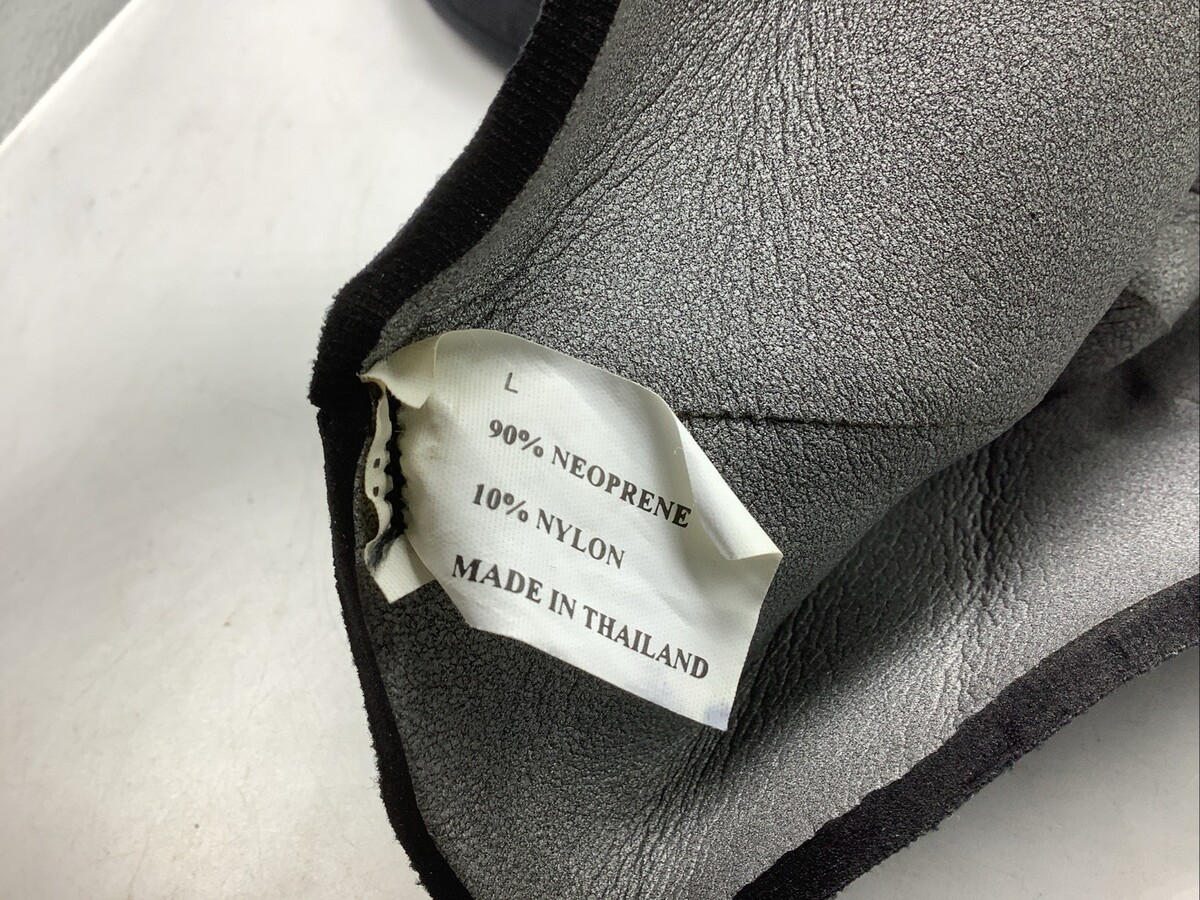 L
90% NEOPRENE
10% NYLON
MADE IN THAILAND